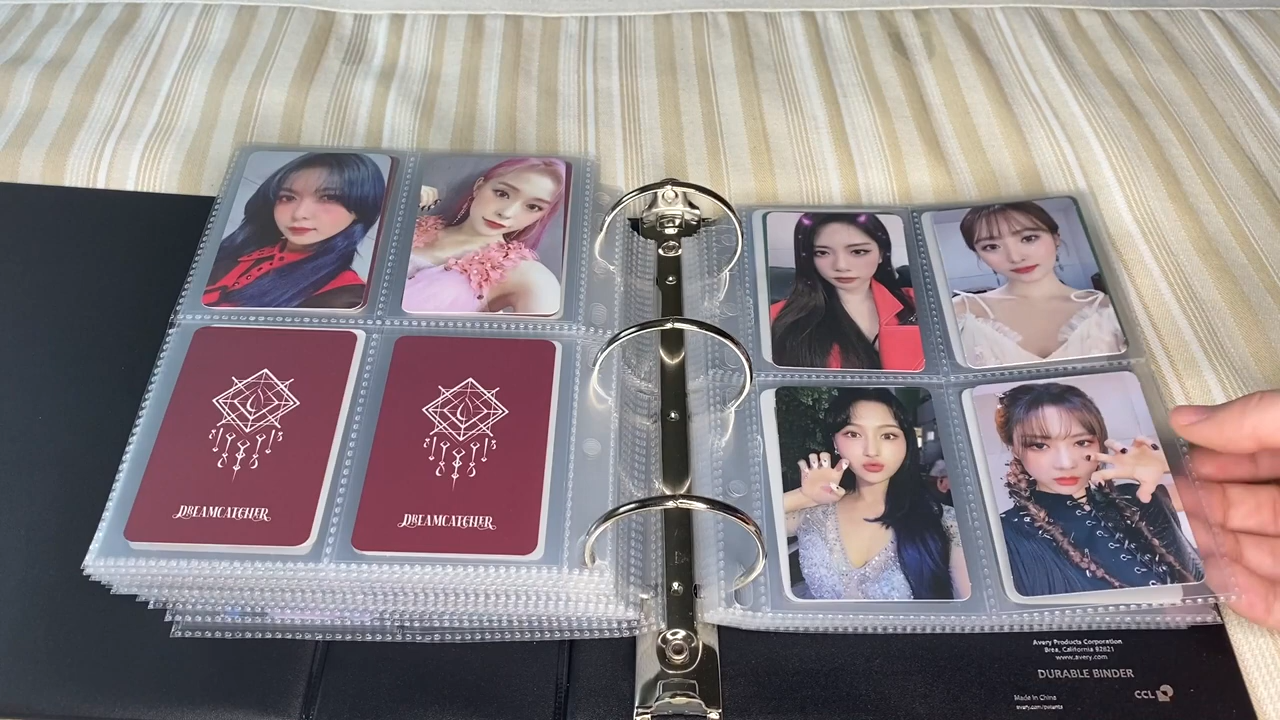 DREAMCATCHER
DREAMCATCHER
Avery Products Corporation
Brea, California 92821
www.avery.com
DURABLE BINDER
Made in China
CCL